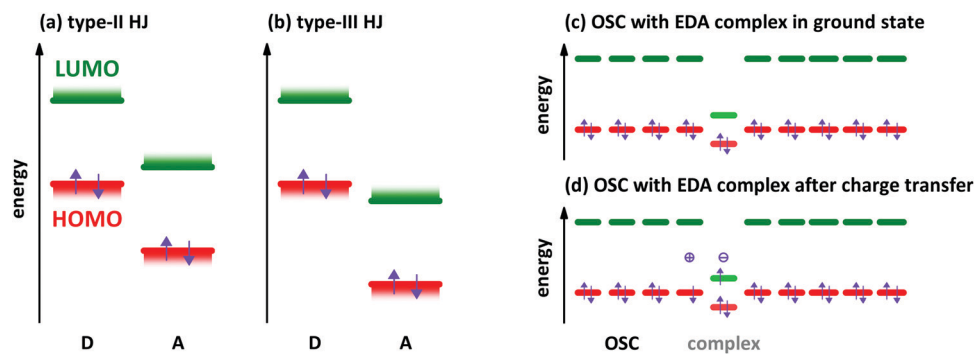 (a) type-II HJ
(b) type-III HJ
LUMO
HOMO
energy
D
A
D
A
(c) OSC with EDA complex in ground state
energy
(d) OSC with EDA complex after charge transfer
energy
⊕ ⊖
OSC
complex